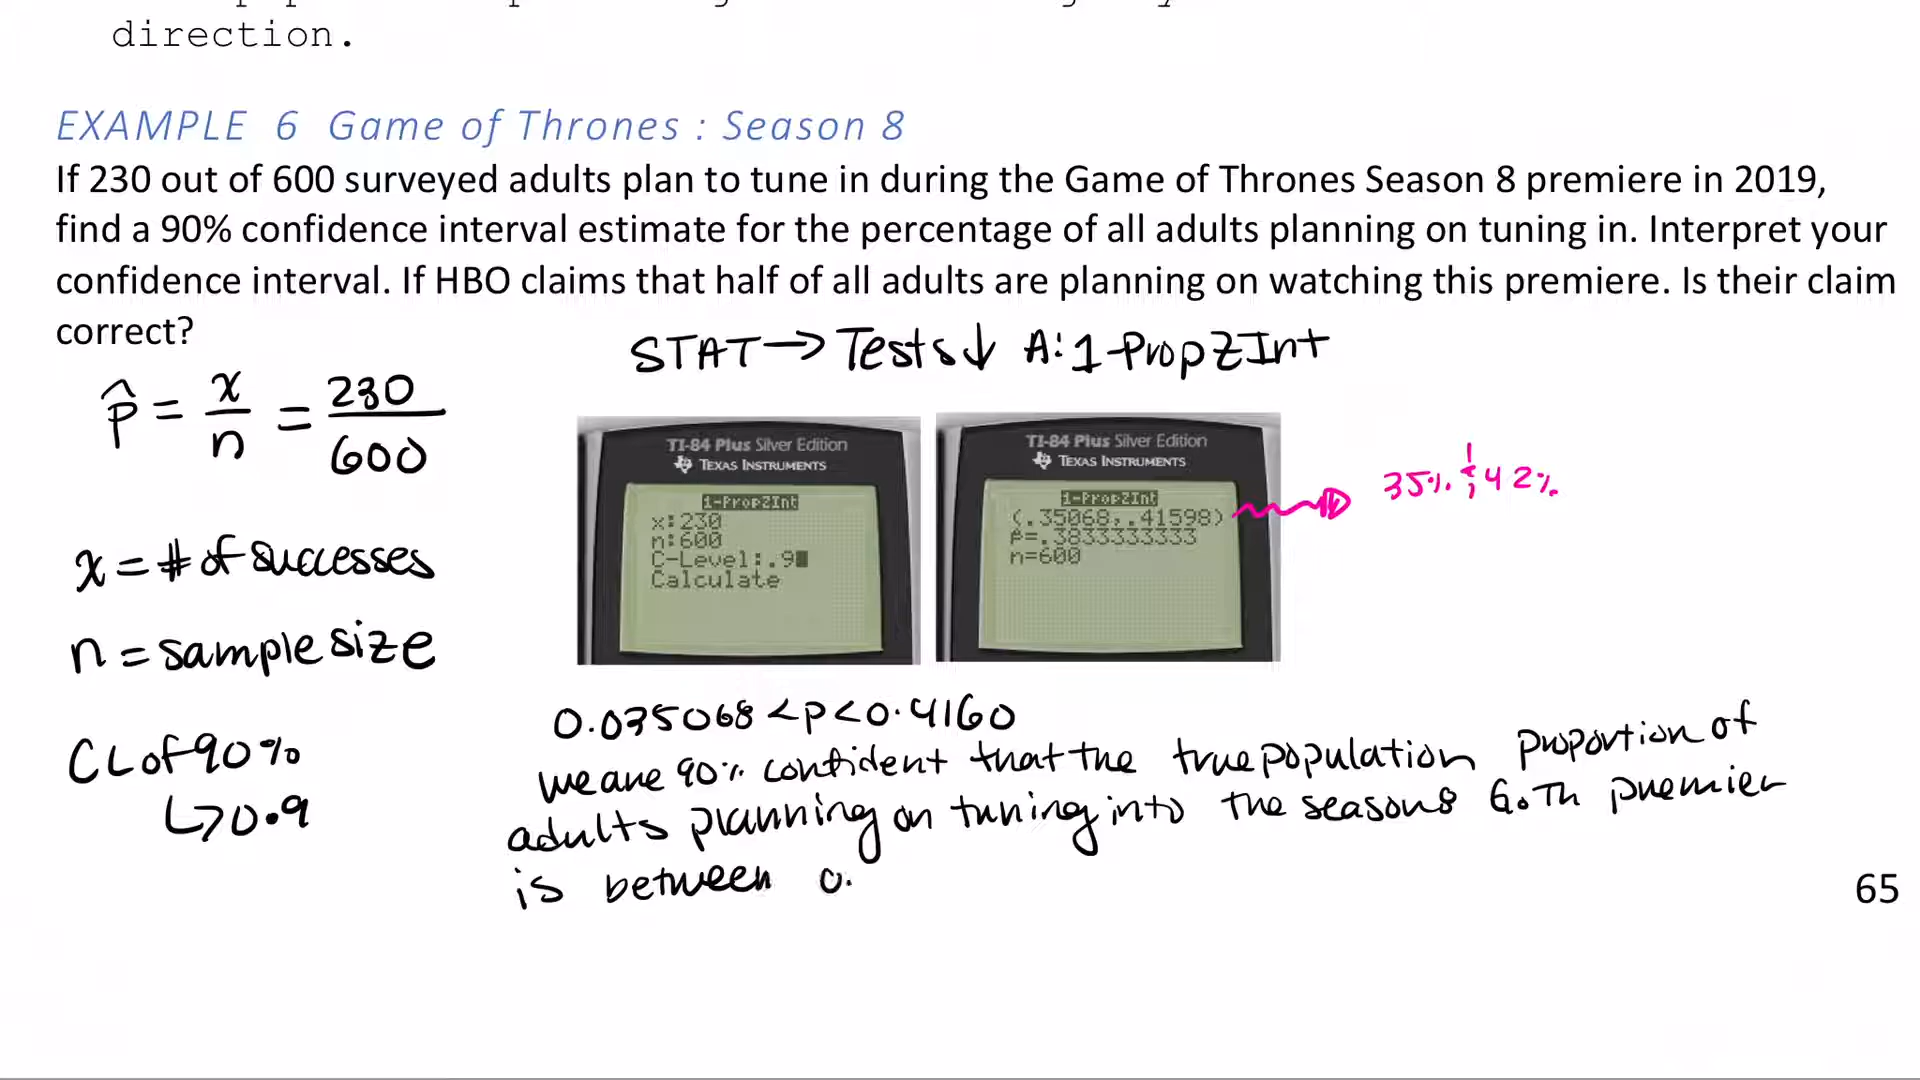 direction.
EXAMPLE 6 Game of Thrones : Season 8
If 230 out of 600 surveyed adults plan to tune in during the Game of Thrones Season 8 premiere in 2019,
find a 90% confidence interval estimate for the percentage of all adults planning on tuning in. Interpret your
confidence interval. If HBO claims that half of all adults are planning on watching this premiere. Is their claim
correct?
STAT → Tests ↓ A:1-PropZInt
p̂ = x/n = 230/600
x = # of successes
n = sample size
CL of 90%
↳ 0.9
TI-84 Plus Silver Edition
TEXAS INSTRUMENTS
1-PropZInt
x:230
n:600
C-Level:.9
Calculate
TI-84 Plus Silver Edition
TEXAS INSTRUMENTS
1-PropZInt
(.35068,.41598)
p̂=.3833333333
n=600
35% & 42%
0.035068 < p < 0.4160
we are 90% confident that the true population proportion of
adults planning on tuning into the season 8 GoTh premier
is between 0.
65